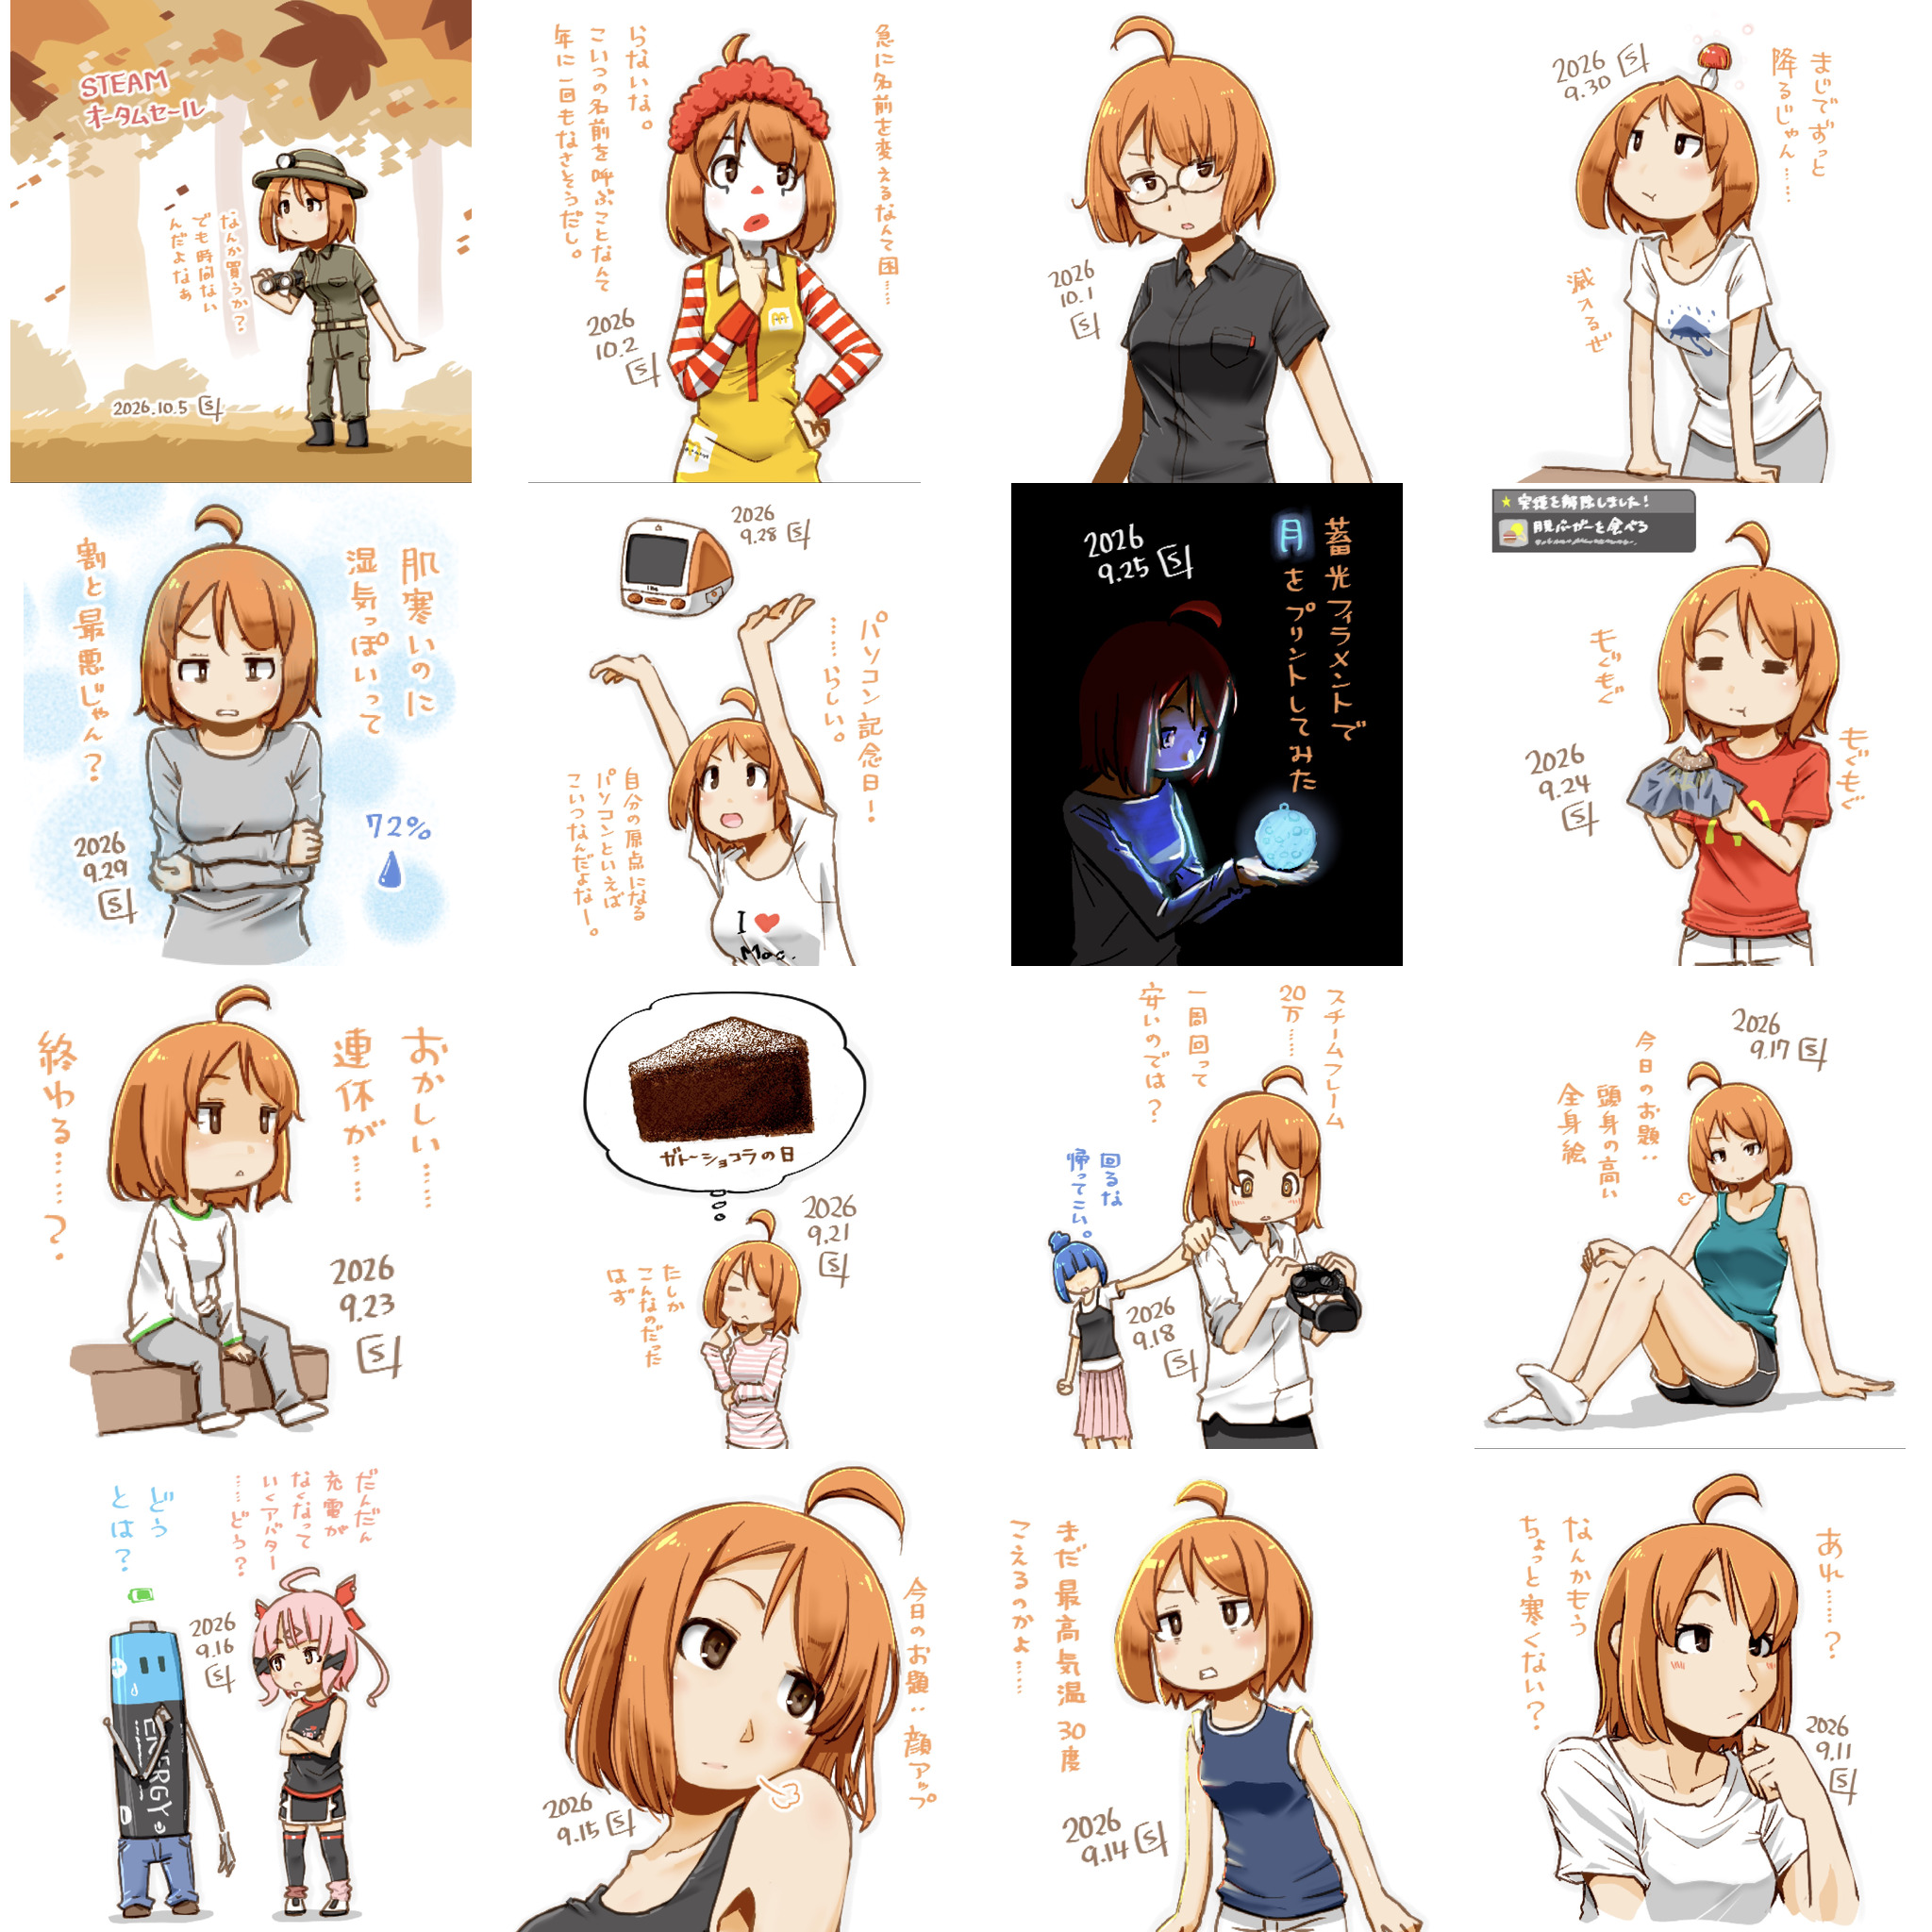 STEAM
オータムセール
なんか買うか?
でも時間ない
んだよなぁ
2026.10.5
急に名前を変えるなんて困……
らないな。
こいつの名前を呼ぶことなんて
年に一回もなさそうだし。
2026
10.2
2026
10.1
2026
9.30
まじでずっと
降るじゃん……
滅入るぜ
肌寒いのに
湿気っぽいって
割と最悪じゃん?
72%
2026
9.29
2026
9.28
パソコン記念日!
……らしい。
自分の原点になる
パソコンといえば
こいつなんだよなー。
I ♥
Mac.
2026
9.25
蓄光フィラメントで
月をプリントしてみた
実績を解除しました!
月見バーガーを食べる
もぐもぐ
もぐもぐ
2026
9.24
おかしい……
連休が……
終わる……?
2026
9.23
ガトーショコラの日
2026
9.21
たしか
こんなのだった
はず
スチームフレーム
20万……
一周回って
安いのでは?
回るな
帰ってこい。
2026
9.18
2026
9.17
今日のお題:
頭身の高い
全身絵
だんだん
充電が
なくなって
いくアバター
……どう?
どう
とは?
2026
9.16
ENERGY
今日のお題:顔アップ
2026
9.15
まだ最高気温30度
こえるのかよ……
2026
9.14
あれ……?
なんかもう
ちょっと寒くない?
2026
9.11